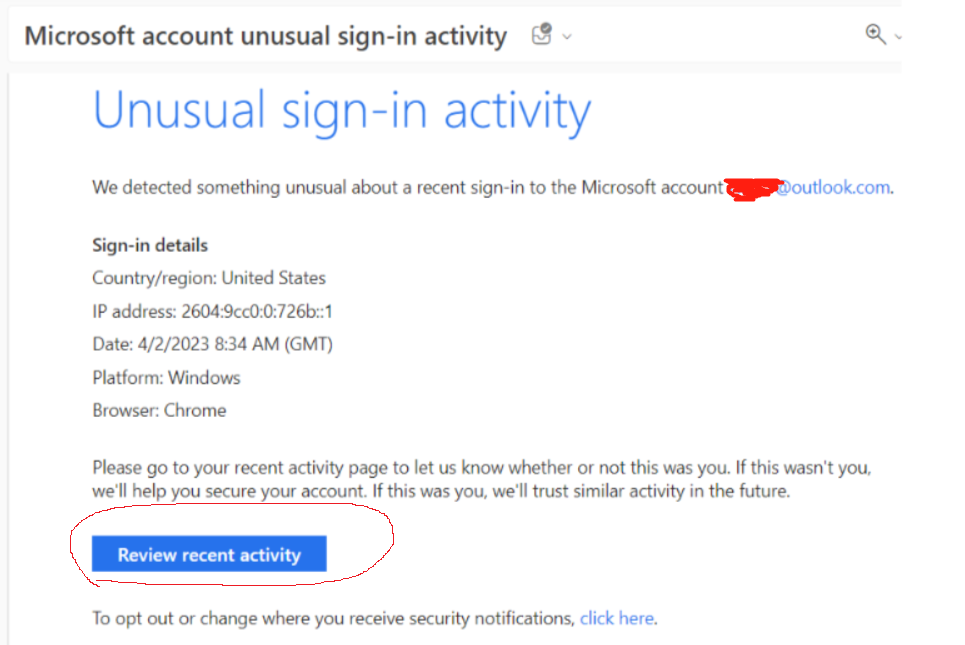 Microsoft account unusual sign-in activity
Unusual sign-in activity
We detected something unusual about a recent sign-in to the Microsoft account @outlook.com.
Sign-in details
Country/region: United States
IP address: 2604:9cc0:0:726b::1
Date: 4/2/2023 8:34 AM (GMT)
Platform: Windows
Browser: Chrome
Please go to your recent activity page to let us know whether or not this was you. If this wasn't you,
we'll help you secure your account. If this was you, we'll trust similar activity in the future.
Review recent activity
To opt out or change where you receive security notifications, click here.